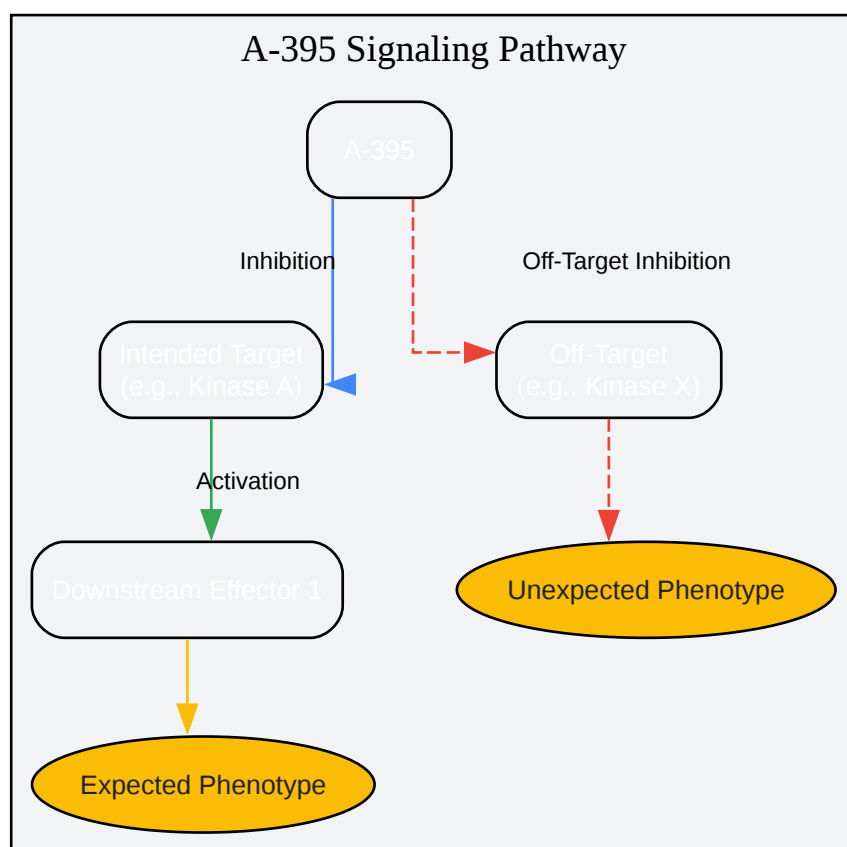 A-395 Signaling Pathway
A-395
Inhibition
Off-Target Inhibition
Intended Target
(e.g., Kinase A)
Off-Target
(e.g., Kinase X)
Activation
Downstream Effector 1
Unexpected Phenotype
Expected Phenotype